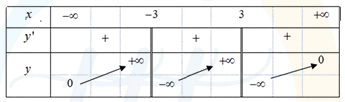 x -∞ -3 3 +∞
y' + + +
+∞ +∞ 0
y
0 -∞ -∞